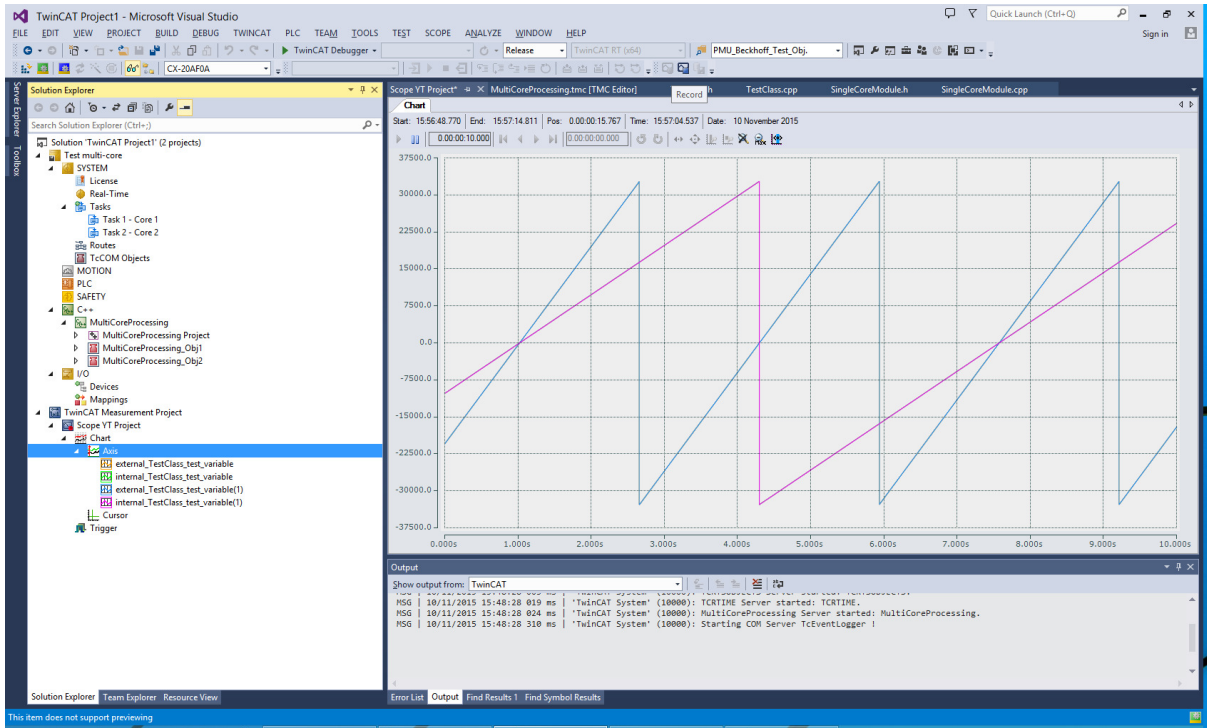 TwinCAT Project1 - Microsoft Visual Studio
Quick Launch (Ctrl+Q)
FILE EDIT VIEW PROJECT BUILD DEBUG TWINCAT PLC TEAM TOOLS TEST SCOPE ANALYZE WINDOW HELP
Sign in
TwinCAT Debugger
Release
TwinCAT RT (x64)
PMU_Beckhoff_Test_Obj.
CX-20AF0A
Server Explorer
Toolbox
Solution Explorer
Search Solution Explorer (Ctrl+;)
Solution 'TwinCAT Project1' (2 projects)
Test multi-core
SYSTEM
License
Real-Time
Tasks
Task 1 - Core 1
Task 2 - Core 2
Routes
TcCOM Objects
MOTION
PLC
SAFETY
C++
MultiCoreProcessing
MultiCoreProcessing Project
MultiCoreProcessing_Obj1
MultiCoreProcessing_Obj2
I/O
Devices
Mappings
TwinCAT Measurement Project
Scope YT Project
Chart
Axis
external_TestClass_test_variable
internal_TestClass_test_variable
external_TestClass_test_variable(1)
internal_TestClass_test_variable(1)
Cursor
Trigger
Solution Explorer Team Explorer Resource View
Scope YT Project* MultiCoreProcessing.tmc [TMC Editor] h TestClass.cpp SingleCoreModule.h SingleCoreModule.cpp
Record
Chart
Start: 15:56:48.770 End: 15:57:14.811 Pos: 0.00:00:15.767 Time: 15:57:04.537 Date: 10 November 2015
0.00:00:10.000 0.00:00:00.000
37500.0
30000.0
22500.0
15000.0
7500.0
0.0
-7500.0
-15000.0
-22500.0
-30000.0
-37500.0
0.000s 1.000s 2.000s 3.000s 4.000s 5.000s 6.000s 7.000s 8.000s 9.000s 10.000s
Output
Show output from: TwinCAT
MSG | 10/11/2015 15:48:28 019 ms | 'TwinCAT System' (10000): TCRTIME Server started: TCRTIME.
MSG | 10/11/2015 15:48:28 024 ms | 'TwinCAT System' (10000): MultiCoreProcessing Server started: MultiCoreProcessing.
MSG | 10/11/2015 15:48:28 310 ms | 'TwinCAT System' (10000): Starting COM Server TcEventLogger !
Error List Output Find Results 1 Find Symbol Results
This item does not support previewing